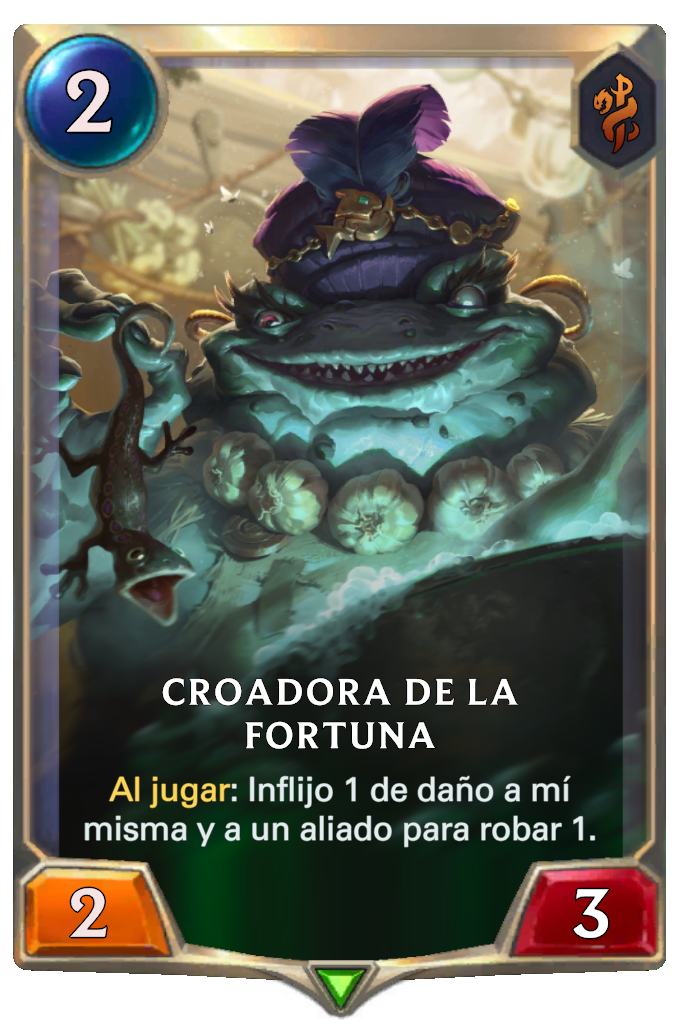 2
CROADORA DE LA
FORTUNA
Al jugar: Inflijo 1 de daño a mí
misma y a un aliado para robar 1.
2
3